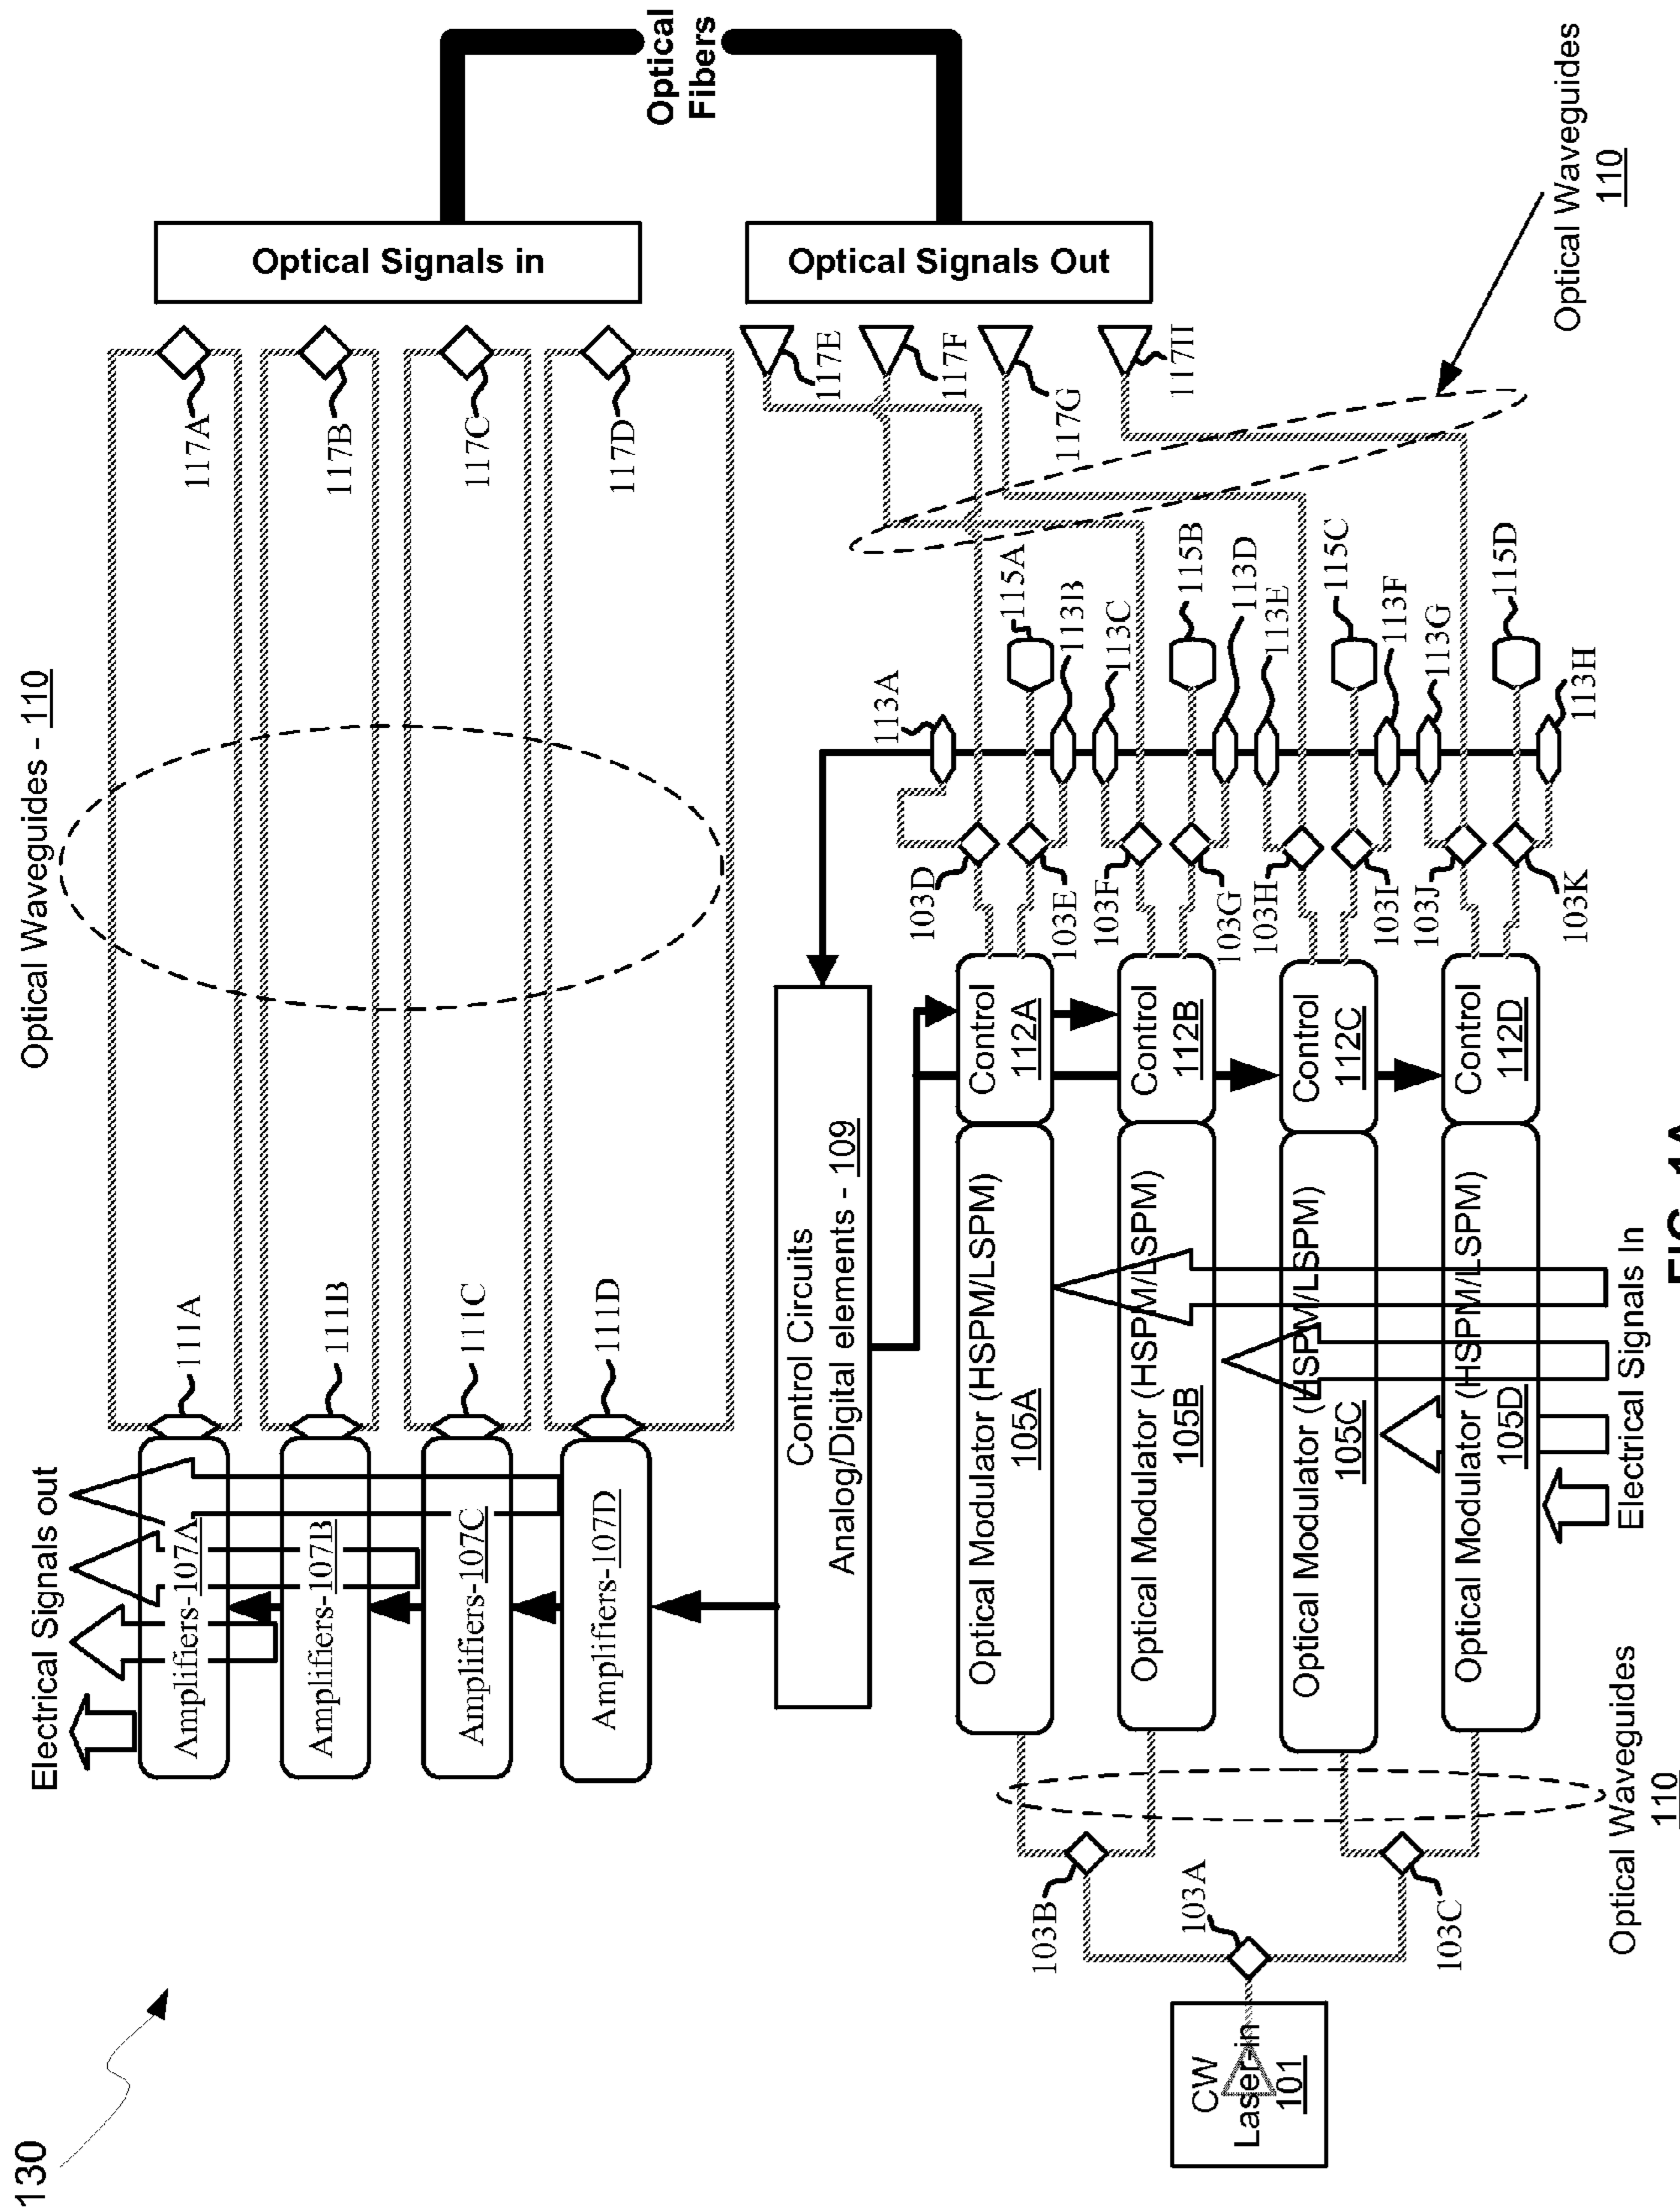 130
Electrical Signals out
Optical Waveguides - 110
Amplifiers-107A
Amplifiers-107B
Amplifiers-107C
Amplifiers-107D
111A
111B
111C
111D
117A
117B
117C
117D
Optical Signals in
Optical
Fibers
Optical Signals Out
Control Circuits
Analog/Digital elements - 109
117E
117F
117G
117H
Optical Waveguides
110
CW
Laser-in
101
103A
103B
103C
Optical Waveguides
110
Optical Modulator (HSPM/LSPM)
105A
Optical Modulator (HSPM/LSPM)
105B
Optical Modulator (HSPM/LSPM)
105C
Optical Modulator (HSPM/LSPM)
105D
Control
112A
Control
112B
Control
112C
Control
112D
103D
103E
103F
103G
103H
103I
103J
103K
113A
115A
113B
113C
115B
113D
113E
115C
113F
113G
115D
113H
Electrical Signals In
FIG. 1A